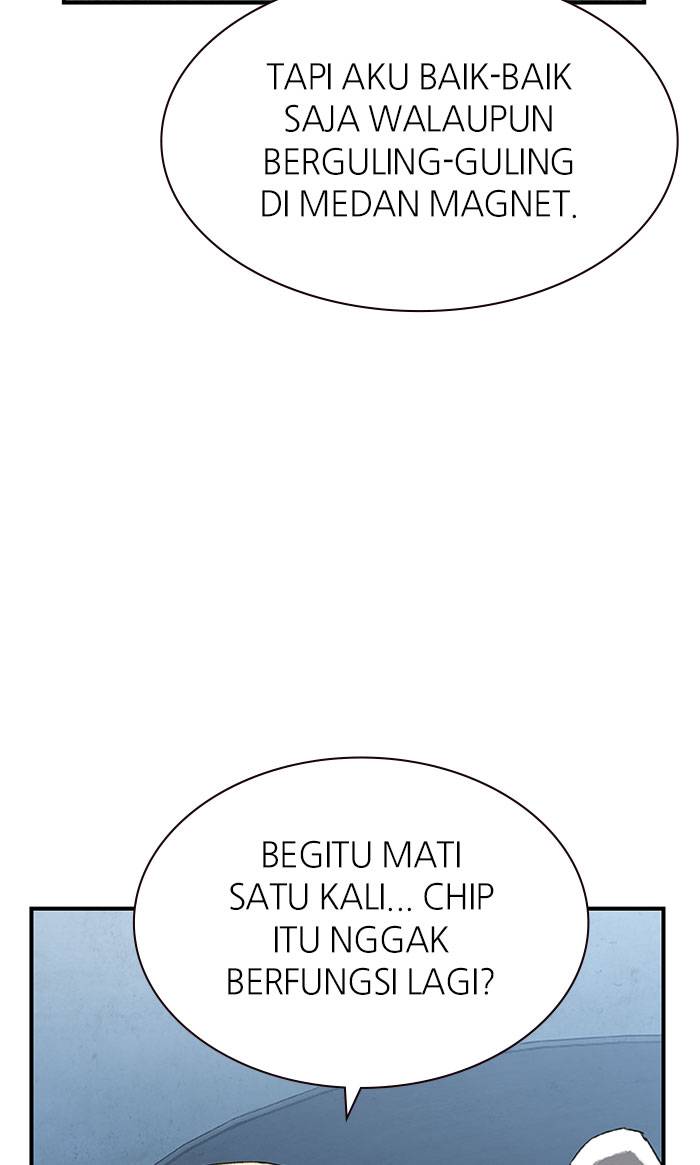 TAPI AKU BAIK-BAIK
SAJA WALAUPUN
BERGULING-GULING
DI MEDAN MAGNET.
BEGITU MATI
SATU KALI... CHIP
ITU NGGAK
BERFUNGSI LAGI?